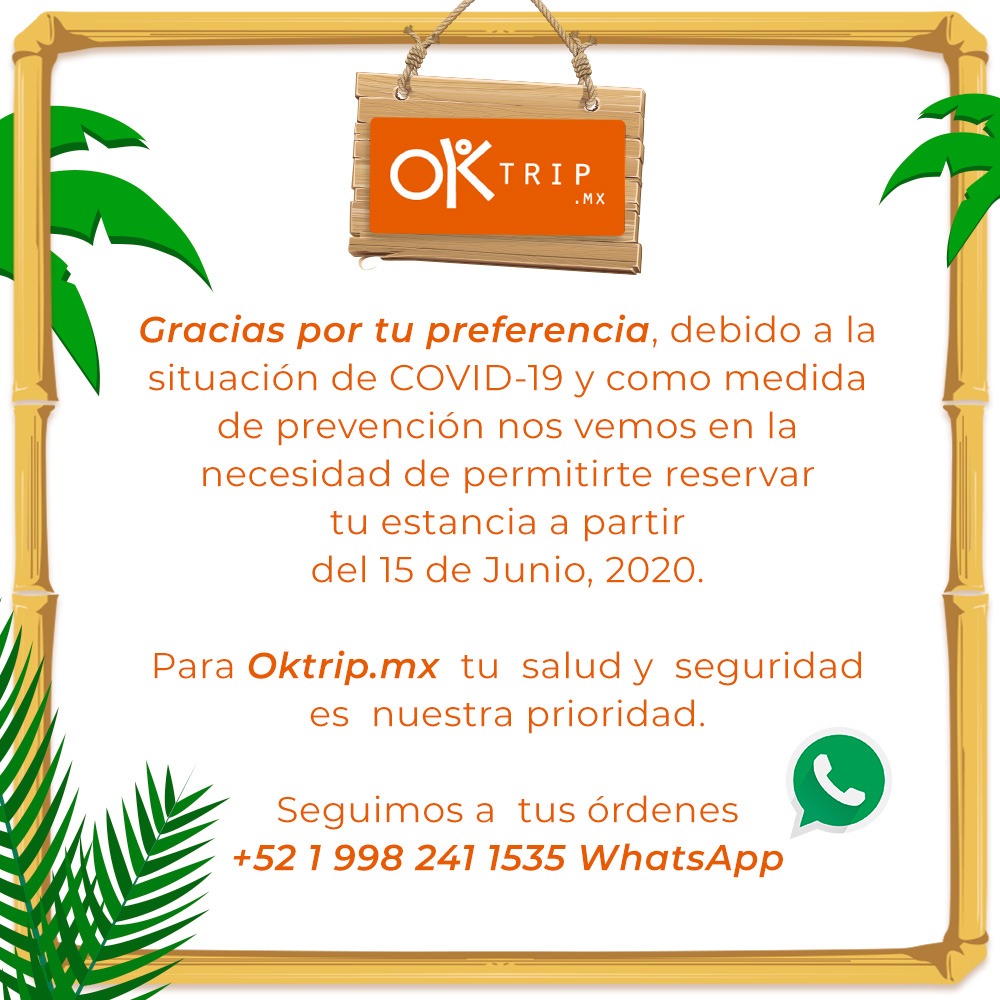 OK TRIP
.MX
Gracias por tu preferencia, debido a la
situación de COVID-19 y como medida
de prevención nos vemos en la
necesidad de permitirte reservar
tu estancia a partir
del 15 de Junio, 2020.
Para Oktrip.mx tu salud y seguridad
es nuestra prioridad.
Seguimos a tus órdenes
+52 1 998 241 1535 WhatsApp